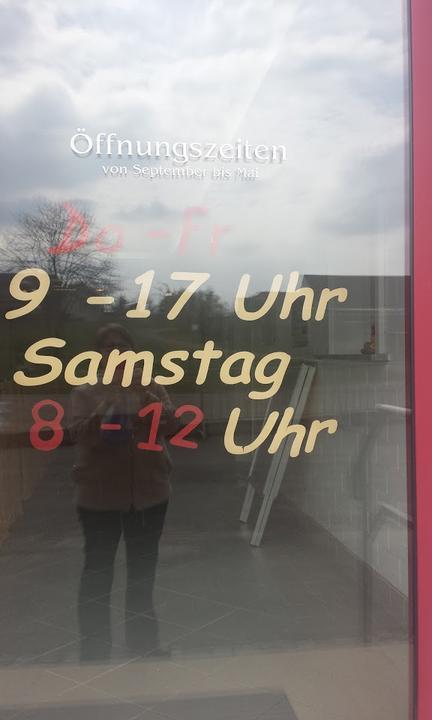 Öffnungszeiten
von September bis Mai
Do - Fr
9 - 17 Uhr
Samstag
8 - 12 Uhr